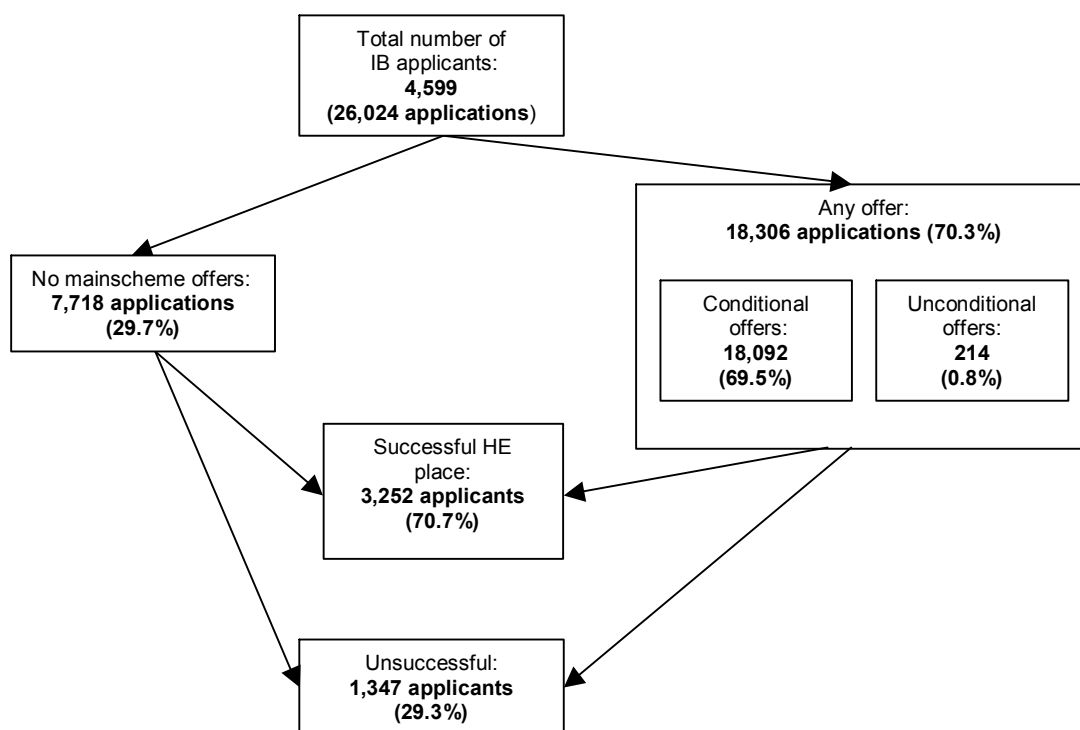 Total number of
IB applicants:
4,599
(26,024 applications)
Any offer:
18,306 applications (70.3%)
No mainscheme offers:
7,718 applications
(29.7%)
Conditional
offers:
18,092
(69.5%)
Unconditional
offers:
214
(0.8%)
Successful HE
place:
3,252 applicants
(70.7%)
Unsuccessful:
1,347 applicants
(29.3%)